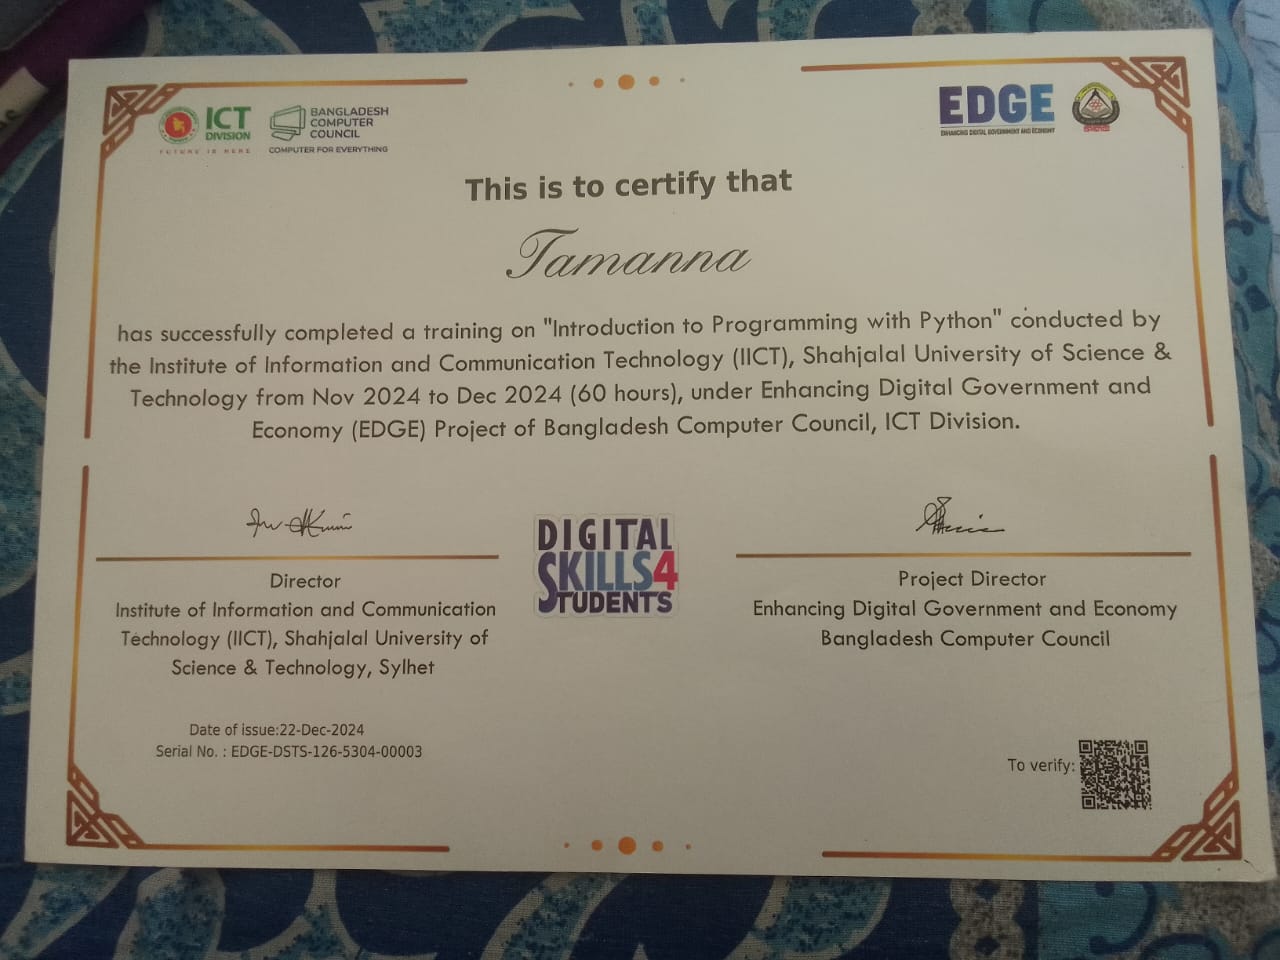 ICT
DIVISION
FUTURE IS HERE
BANGLADESH
COMPUTER
COUNCIL
COMPUTER FOR EVERYTHING
EDGE
ENHANCING DIGITAL GOVERNMENT AND ECONOMY
This is to certify that
Tamanna
has successfully completed a training on "Introduction to Programming with Python" conducted by
the Institute of Information and Communication Technology (IICT), Shahjalal University of Science &
Technology from Nov 2024 to Dec 2024 (60 hours), under Enhancing Digital Government and
Economy (EDGE) Project of Bangladesh Computer Council, ICT Division.
Director
Institute of Information and Communication
Technology (IICT), Shahjalal University of
Science & Technology, Sylhet
DIGITAL
SKILLS4
STUDENTS
Project Director
Enhancing Digital Government and Economy
Bangladesh Computer Council
Date of issue:22-Dec-2024
Serial No. : EDGE-DSTS-126-5304-00003
To verify: